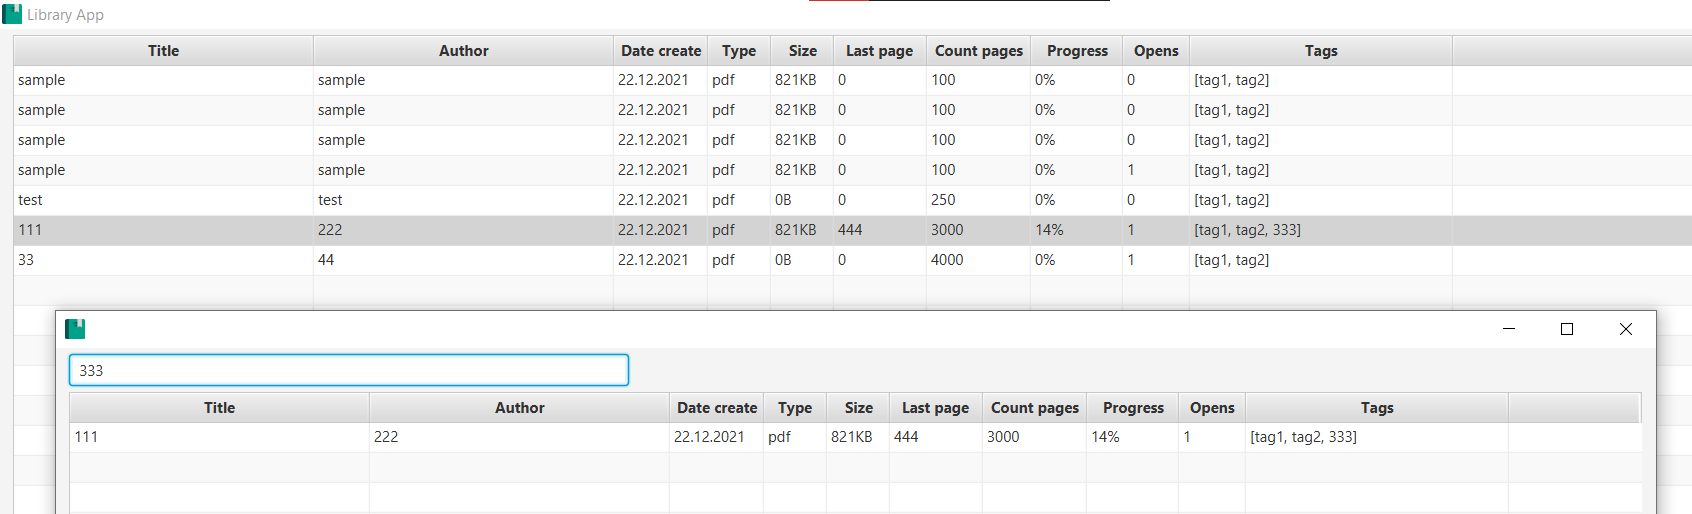 Library App
Title Author Date create Type Size Last page Count pages Progress Opens Tags
sample sample 22.12.2021 pdf 821KB 0 100 0% 0 [tag1, tag2]
sample sample 22.12.2021 pdf 821KB 0 100 0% 0 [tag1, tag2]
sample sample 22.12.2021 pdf 821KB 0 100 0% 0 [tag1, tag2]
sample sample 22.12.2021 pdf 821KB 0 100 0% 1 [tag1, tag2]
test test 22.12.2021 pdf 0B 0 250 0% 0 [tag1, tag2]
111 222 22.12.2021 pdf 821KB 444 3000 14% 1 [tag1, tag2, 333]
33 44 22.12.2021 pdf 0B 0 4000 0% 1 [tag1, tag2]
333
Title Author Date create Type Size Last page Count pages Progress Opens Tags
111 222 22.12.2021 pdf 821KB 444 3000 14% 1 [tag1, tag2, 333]